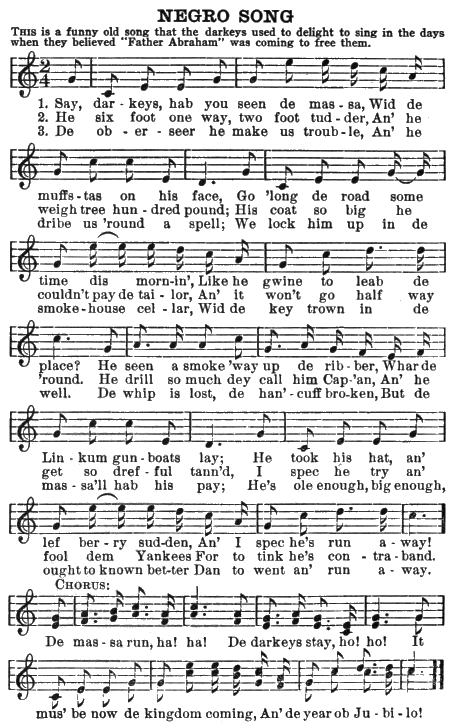 NEGRO SONG
THIS is a funny old song that the darkeys used to delight to sing in the days
when they believed "Father Abraham" was coming to free them.
2
4
1. Say, dar - keys, hab you seen de mas - sa, Wid de
2. He six foot one way, two foot tud - der, An' he
3. De ob - er - seer he make us troub - le, An' he
muffs - tas on his face, Go 'long de road some
weigh tree hun - dred pound; His coat so big he
dribe us 'round a spell; We lock him up in de
time dis morn - in', Like he gwine to leab de
couldn't pay de tai - lor, An' it won't go half way
smoke - house cel - lar, Wid de key trown in de
place? He seen a smoke 'way up de rib - ber, Whar de
'round. He drill so much dey call him Cap - 'an, An' he
well. De whip is lost, de han' - cuff bro - ken, But de
Lin - kum gun - boats lay; He took his hat, an'
get so dref - ful tann'd, I spec he try an'
mas - sa'll hab his pay; He's ole enough, big enough,
lef ber - ry sud - den, An' I spec he's run a - way!
fool dem Yankees For to tink he's con - tra - band.
ought to known bet - ter Dan to went an' run a - way.
CHORUS:
De mas - sa run, ha! ha! De darkeys stay, ho! ho! It
mus' be now de kingdom coming, An' de year ob Ju - bi - lo!